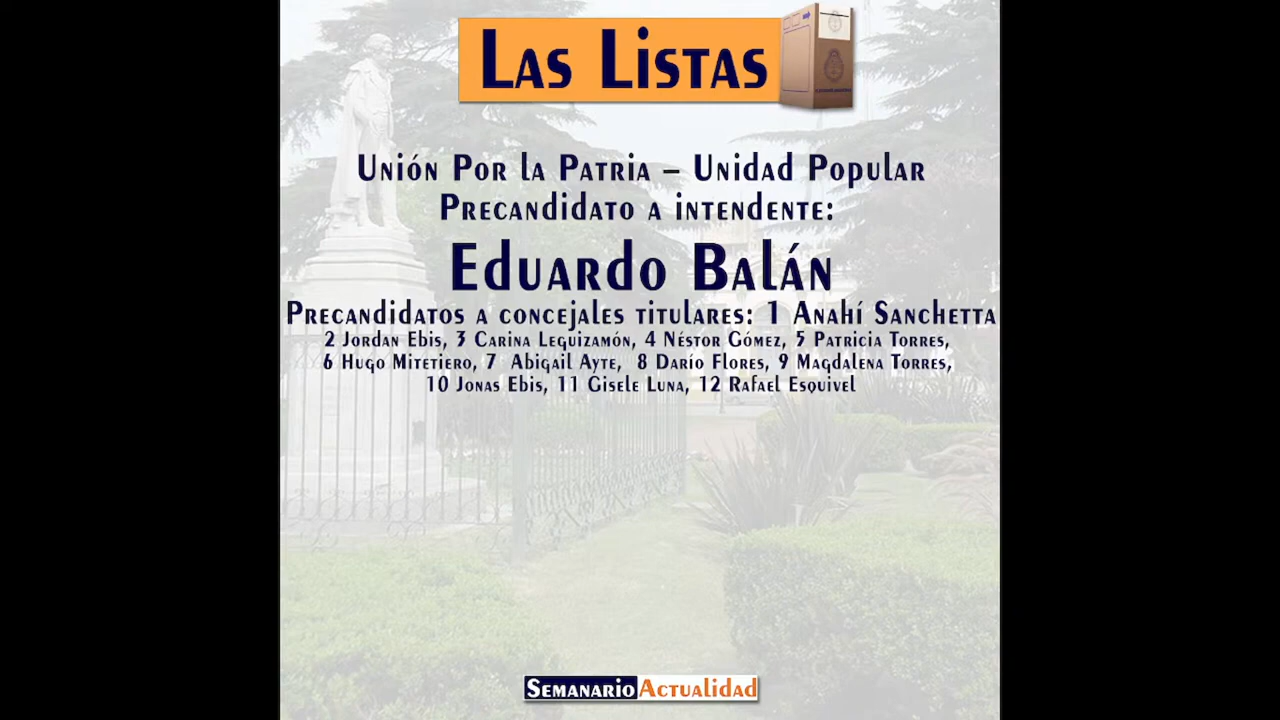 Las Listas
Unión Por la Patria – Unidad Popular
Precandidato a intendente:
Eduardo Balán
Precandidatos a concejales titulares: 1 Anahí Sanchetta
2 Jordan Ebis, 3 Carina Leguizamón, 4 Néstor Gómez, 5 Patricia Torres,
6 Hugo Mitetiero, 7 Abigail Ayte, 8 Darío Flores, 9 Magdalena Torres,
10 Jonas Ebis, 11 Gisele Luna, 12 Rafael Esquivel
Semanario Actualidad